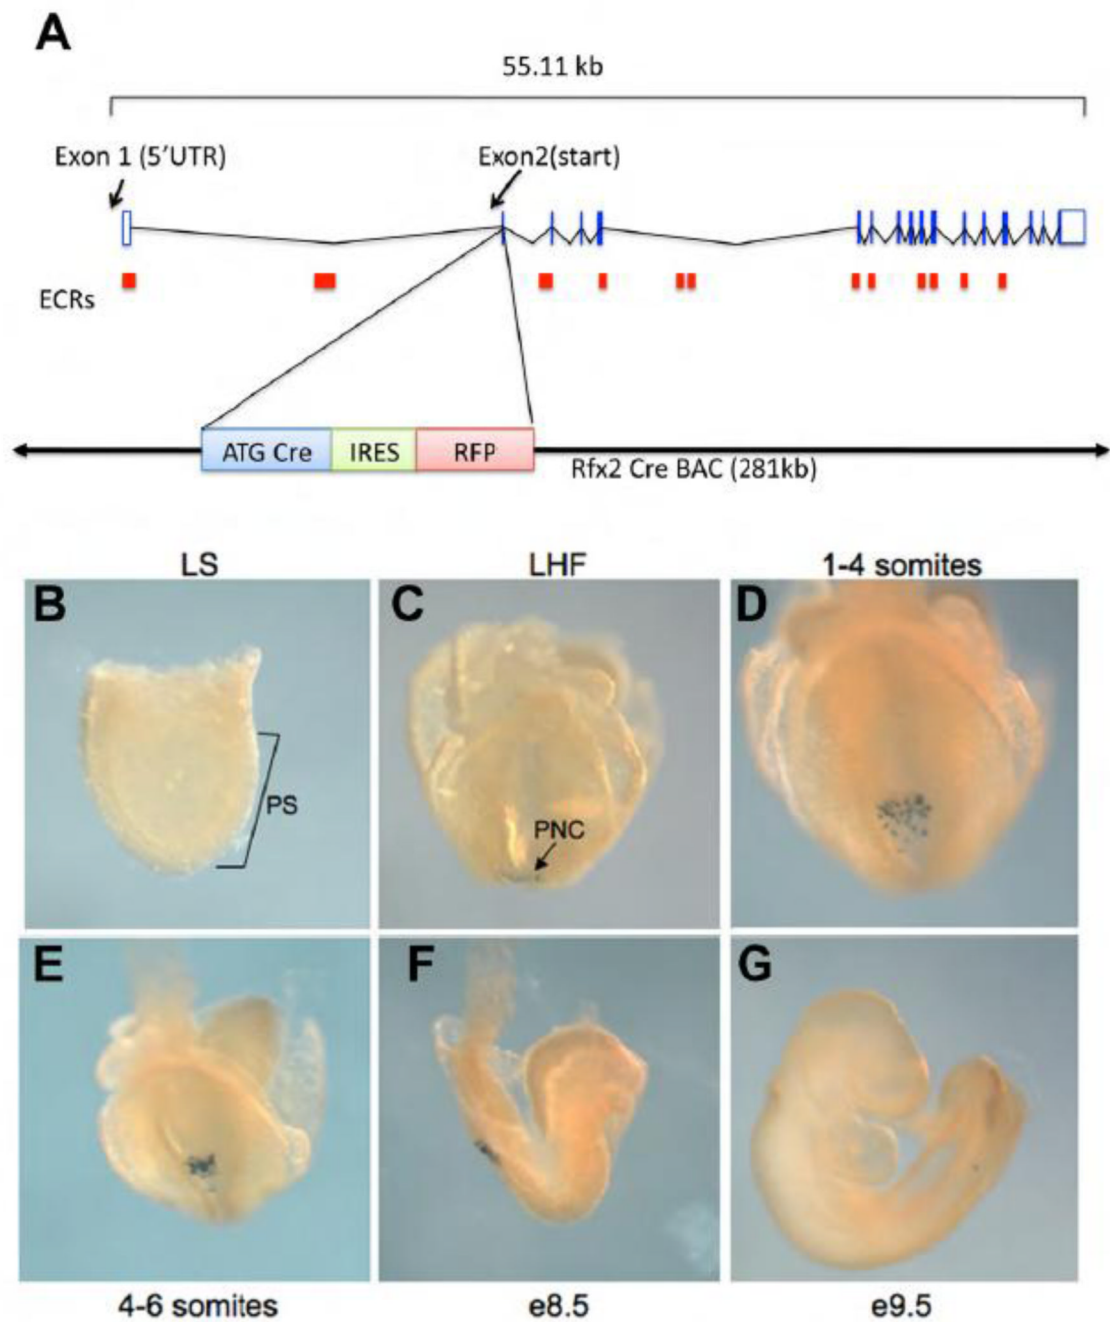 A
55.11 kb
Exon 1 (5′UTR)
Exon2(start)
ECRs
ATG Cre
IRES
RFP
Rfx2 Cre BAC (281kb)
LS
LHF
1-4 somites
B
C
D
PS
PNC
E
F
G
4-6 somites
e8.5
e9.5